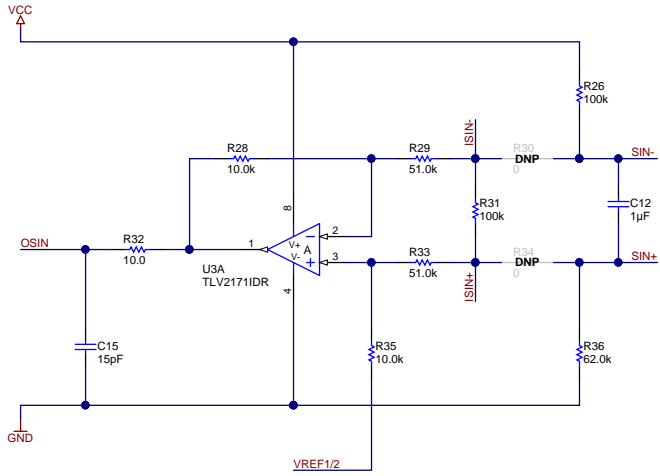 VCC
R26
100k
ISIN-
R28
10.0k
R29
51.0k
R30
DNP
0
SIN-
8
R31
100k
C12
1µF
OSIN
R32
10.0
1
V+
V-
A
2
3
U3A
TLV2171IDR
4
R33
51.0k
ISIN+
R34
DNP
0
SIN+
C15
15pF
R35
10.0k
R36
62.0k
GND
VREF1/2